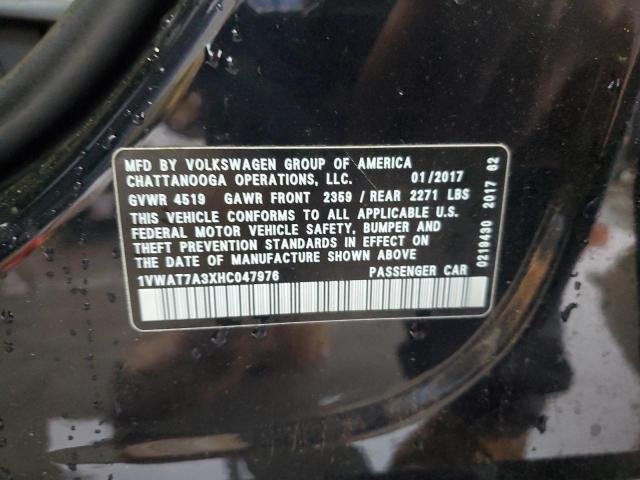 MFD BY VOLKSWAGEN GROUP OF AMERICA
CHATTANOOGA OPERATIONS, LLC. 01/2017
GVWR 4519 GAWR FRONT 2359 / REAR 2271 LBS
THIS VEHICLE CONFORMS TO ALL APPLICABLE U.S.
FEDERAL MOTOR VEHICLE SAFETY, BUMPER AND
THEFT PREVENTION STANDARDS IN EFFECT ON
THE DATE OF MANUFACTURE SHOWN ABOVE
1VWAT7A3XHC047976 PASSENGER CAR
0219430 2017 62